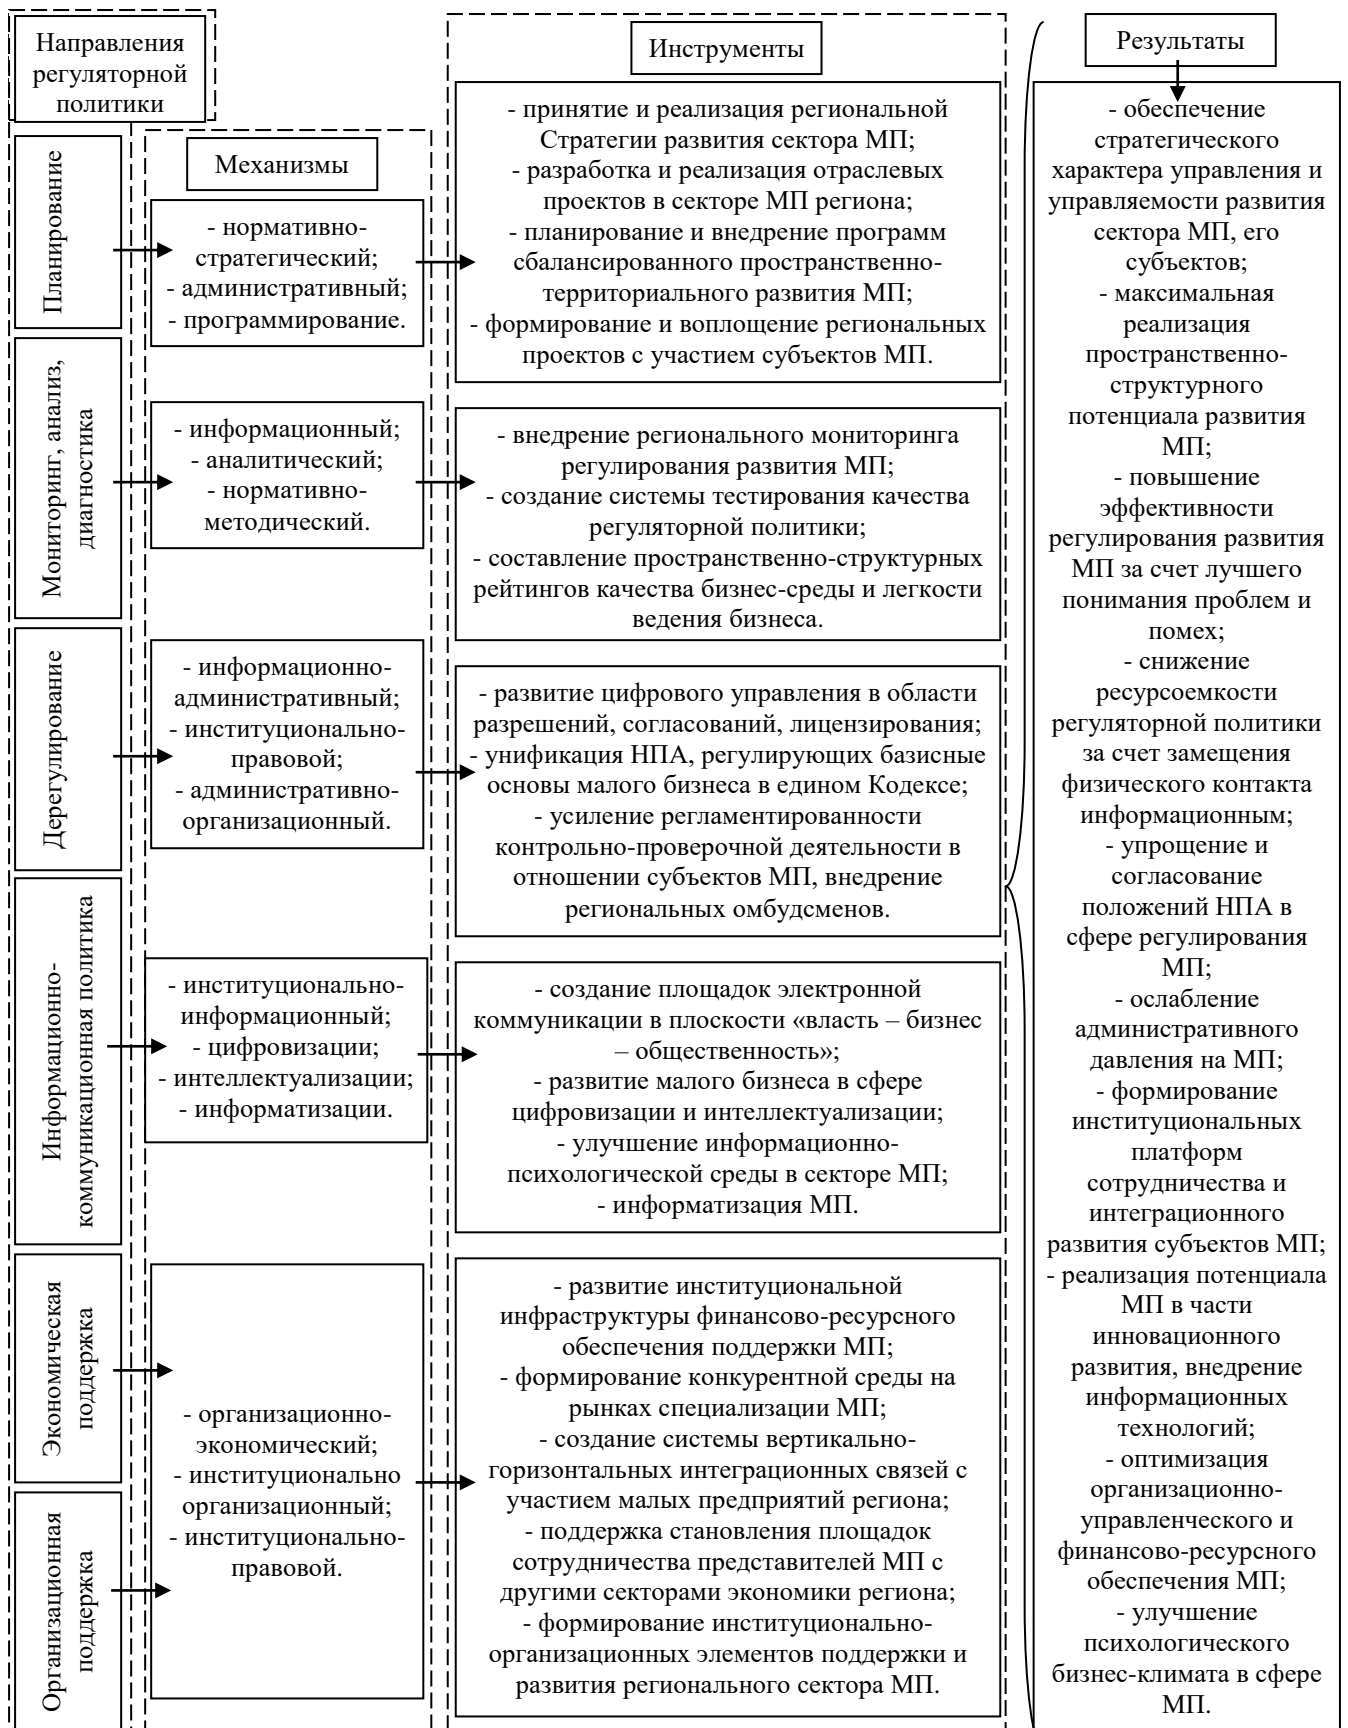 Направления
регуляторной
политики
Планирование
Мониторинг, анализ,
диагностика
Дерегулирование
Информационно-
коммуникационная политика
Экономическая
поддержка
Организационная
поддержка
Механизмы
- нормативно-
стратегический;
- административный;
- программирование.
- информационный;
- аналитический;
- нормативно-
методический.
- информационно-
административный;
- институционально-
правовой;
- административно-
организационный.
- институционально-
информационный;
- цифровизации;
- интеллектуализации;
- информатизации.
- организационно-
экономический;
- институционально
организационный;
- институционально-
правовой.
Инструменты
- принятие и реализация региональной
Стратегии развития сектора МП;
- разработка и реализация отраслевых
проектов в секторе МП региона;
- планирование и внедрение программ
сбалансированного пространственно-
территориального развития МП;
- формирование и воплощение региональных
проектов с участием субъектов МП.
- внедрение регионального мониторинга
регулирования развития МП;
- создание системы тестирования качества
регуляторной политики;
- составление пространственно-структурных
рейтингов качества бизнес-среды и легкости
ведения бизнеса.
- развитие цифрового управления в области
разрешений, согласований, лицензирования;
- унификация НПА, регулирующих базисные
основы малого бизнеса в едином Кодексе;
- усиление регламентированности
контрольно-проверочной деятельности в
отношении субъектов МП, внедрение
региональных омбудсменов.
- создание площадок электронной
коммуникации в плоскости «власть – бизнес
– общественность»;
- развитие малого бизнеса в сфере
цифровизации и интеллектуализации;
- улучшение информационно-
психологической среды в секторе МП;
- информатизация МП.
- развитие институциональной
инфраструктуры финансово-ресурсного
обеспечения поддержки МП;
- формирование конкурентной среды на
рынках специализации МП;
- создание системы вертикально-
горизонтальных интеграционных связей с
участием малых предприятий региона;
- поддержка становления площадок
сотрудничества представителей МП с
другими секторами экономики региона;
- формирование институционально-
организационных элементов поддержки и
развития регионального сектора МП.
Результаты
- обеспечение
стратегического
характера управления и
управляемости развития
сектора МП, его
субъектов;
- максимальная
реализация
пространственно-
структурного
потенциала развития
МП;
- повышение
эффективности
регулирования развития
МП за счет лучшего
понимания проблем и
помех;
- снижение
ресурсоемкости
регуляторной политики
за счет замещения
физического контакта
информационным;
- упрощение и
согласование
положений НПА в
сфере регулирования
МП;
- ослабление
административного
давления на МП;
- формирование
институциональных
платформ
сотрудничества и
интеграционного
развития субъектов МП;
- реализация потенциала
МП в части
инновационного
развития, внедрение
информационных
технологий;
- оптимизация
организационно-
управленческого и
финансово-ресурсного
обеспечения МП;
- улучшение
психологического
бизнес-климата в сфере
МП.